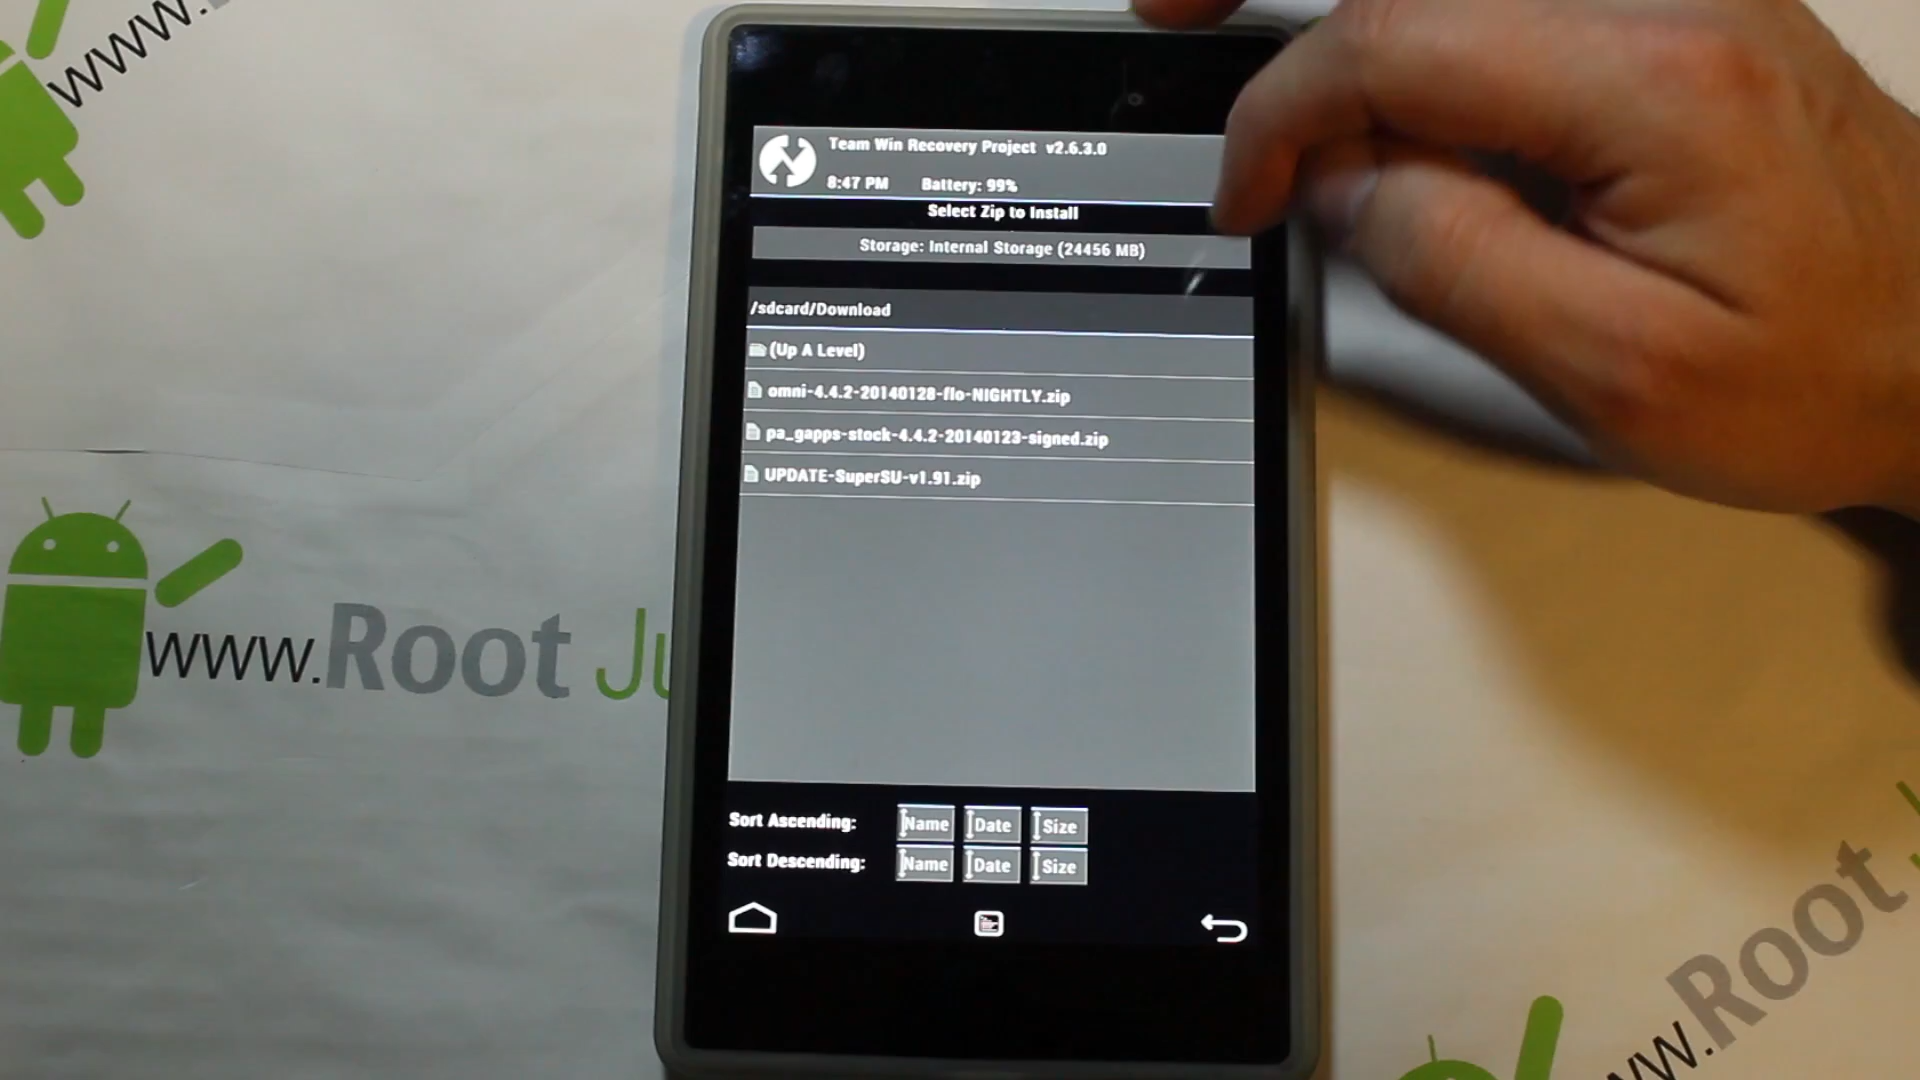 www.
Team Win Recovery Project v2.6.3.0
8:47 PM Battery: 99%
Select Zip to Install
Storage: Internal Storage (24456 MB)
/sdcard/Download
(Up A Level)
omni-4.4.2-20140128-flo-NIGHTLY.zip
pa_gapps-stock-4.4.2-20140123-signed.zip
UPDATE-SuperSU-v1.91.zip
www.Root Ju
Sort Ascending: Name Date Size
Sort Descending: Name Date Size
www.Root